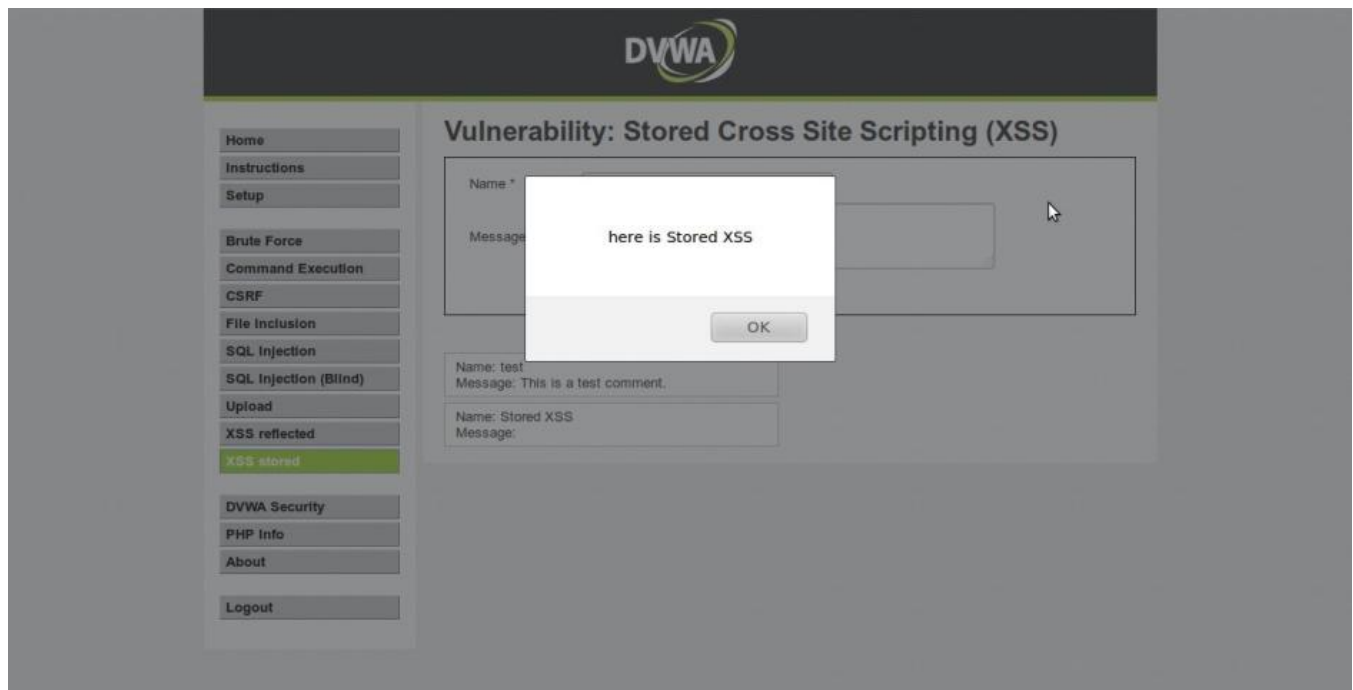 DVWA
Home
Instructions
Setup
Brute Force
Command Execution
CSRF
File Inclusion
SQL Injection
SQL Injection (Blind)
Upload
XSS reflected
XSS stored
DVWA Security
PHP Info
About
Logout
Vulnerability: Stored Cross Site Scripting (XSS)
Name *
Message
here is Stored XSS
OK
Name: test
Message: This is a test comment.
Name: Stored XSS
Message: